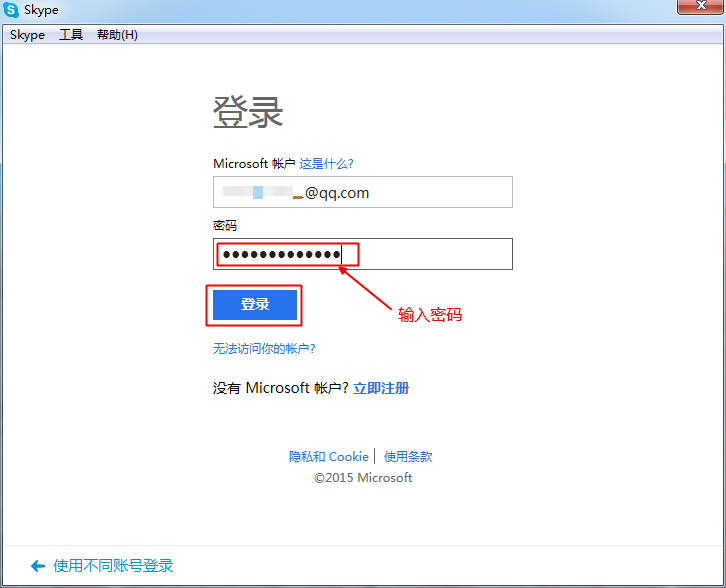 Skype
Skype 工具 帮助(H)
登录
Microsoft 帐户 这是什么?
@qq.com
密码
●●●●●●●●●●●●●
登录
输入密码
无法访问你的帐户?
没有 Microsoft 帐户? 立即注册
隐私和 Cookie 使用条款
©2015 Microsoft
使用不同账号登录